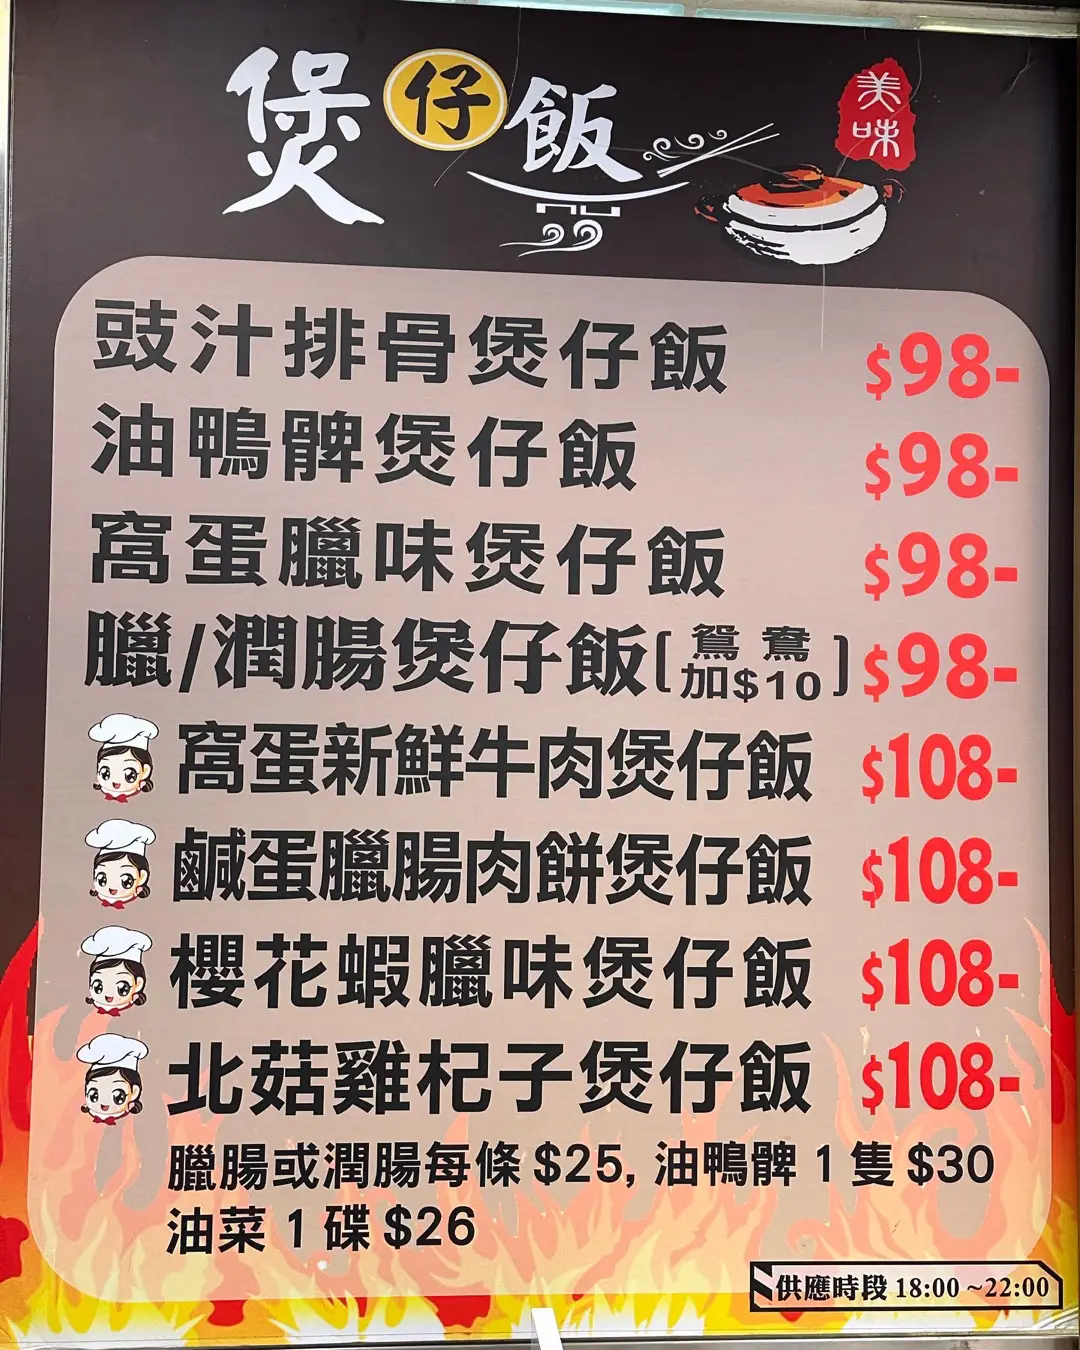 煲仔飯
美味
豉汁排骨煲仔飯 $98-
油鴨髀煲仔飯 $98-
窩蛋臘味煲仔飯 $98-
臘/潤腸煲仔飯(鴛鴦加$10) $98-
窩蛋新鮮牛肉煲仔飯 $108-
鹹蛋臘腸肉餅煲仔飯 $108-
櫻花蝦臘味煲仔飯 $108-
北菇雞杞子煲仔飯 $108-
臘腸或潤腸每條 $25, 油鴨髀 1 隻 $30
油菜 1 碟 $26
供應時段 18:00 ~22:00